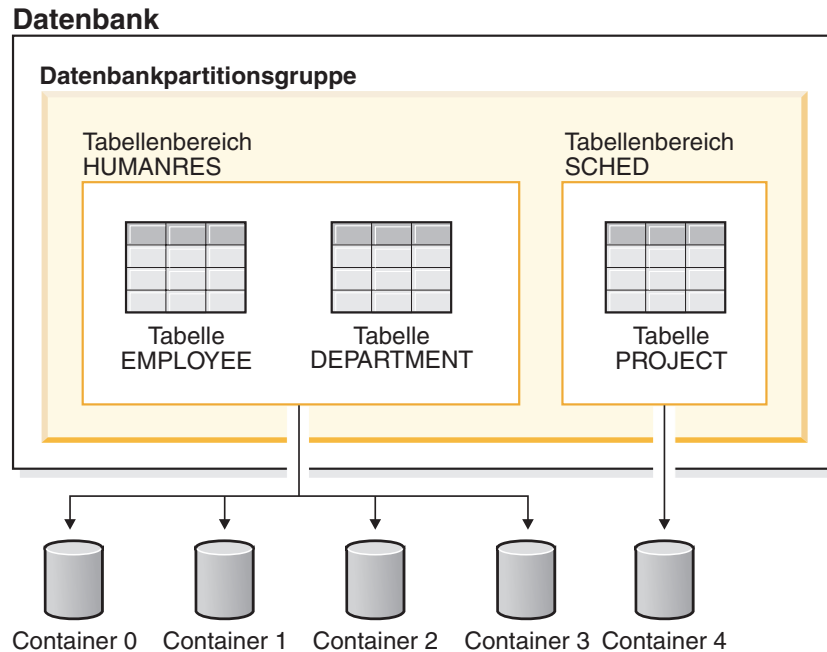 Datenbank
Datenbankpartitionsgruppe
Tabellenbereich
HUMANRES
Tabellenbereich
SCHED
Tabelle
EMPLOYEE
Tabelle
DEPARTMENT
Tabelle
PROJECT
Container 0
Container 1
Container 2
Container 3
Container 4